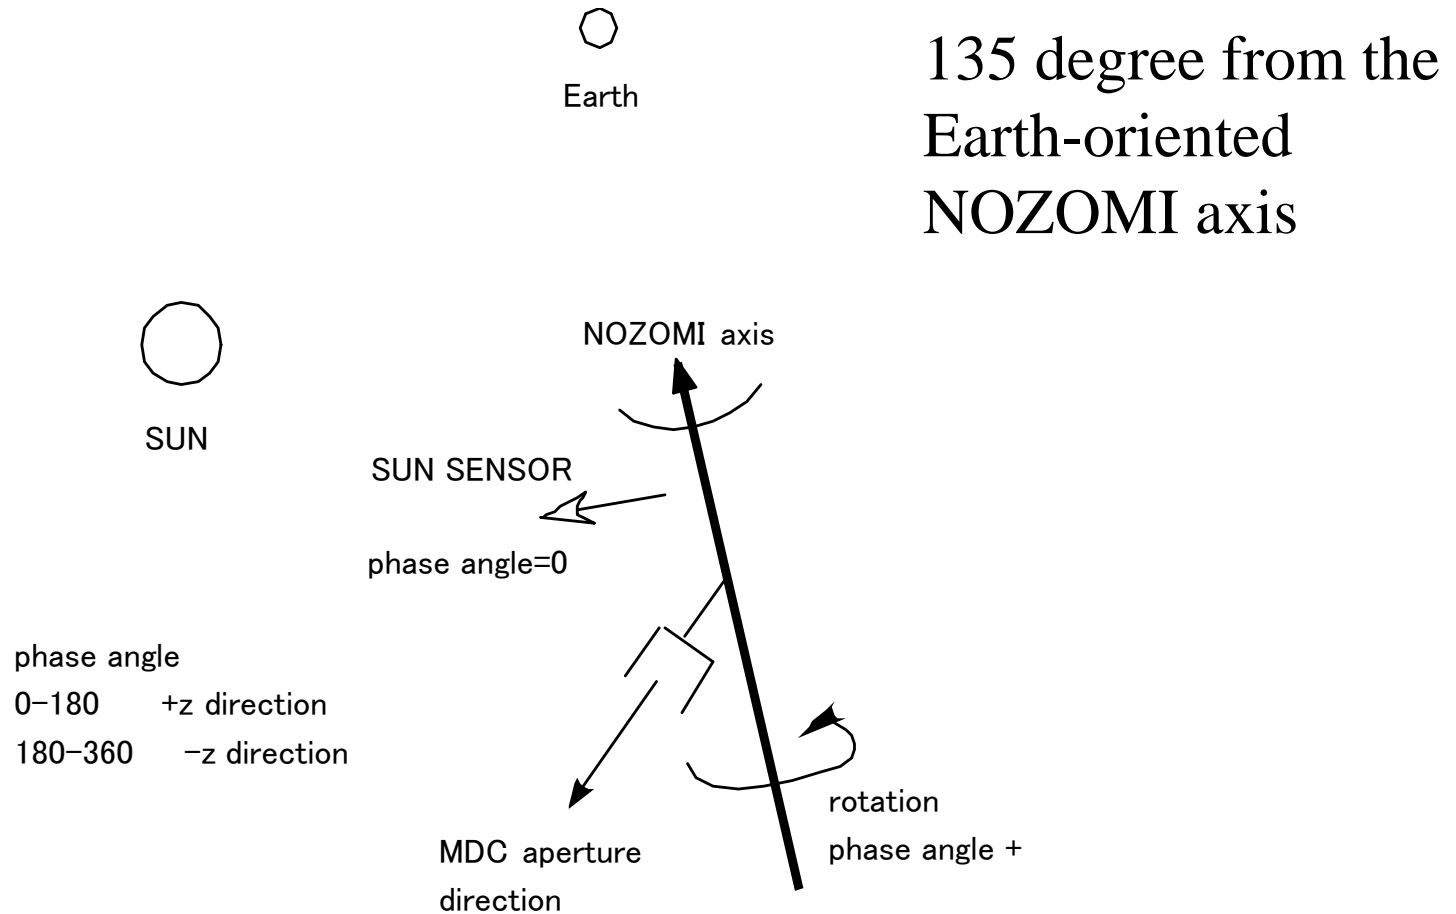 135 degree from the
Earth-oriented
NOZOMI axis
Earth
NOZOMI axis
SUN
SUN SENSOR
phase angle=0
phase angle
0-180 +z direction
180-360 -z direction
rotation
phase angle +
MDC aperture
direction